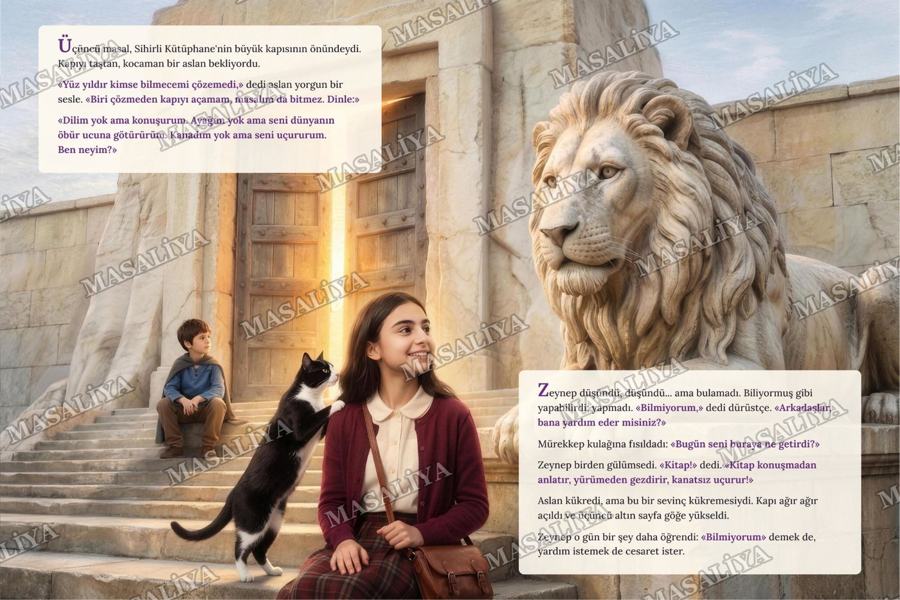 Üçüncü masal, Sihirli Kütüphane'nin büyük kapısının önündeydi.
Kapıyı taştan, kocaman bir aslan bekliyordu.
«Yüz yıldır kimse bilmecemi çözemedi,» dedi aslan yorgun bir
sesle. «Biri çözmeden kapıyı açamam, masalım da bitmez. Dinle:»
«Dilim yok ama konuşurum. Ayağım yok ama seni dünyanın
öbür ucuna götürürüm. Kanadım yok ama seni uçururum.
Ben neyim?»
Zeynep düşündü, düşündü... ama bulamadı. Biliyormuş gibi
yapabilirdi; yapmadı. «Bilmiyorum,» dedi dürüstçe. «Arkadaşlar,
bana yardım eder misiniz?»
Mürekkep kulağına fısıldadı: «Bugün seni buraya ne getirdi?»
Zeynep birden gülümsedi. «Kitap!» dedi. «Kitap konuşmadan
anlatır, yürümeden gezdirir, kanatsız uçurur!»
Aslan kükredi, ama bu bir sevinç kükremesiydi. Kapı ağır ağır
açıldı ve üçüncü altın sayfa göğe yükseldi.
Zeynep o gün bir şey daha öğrendi: «Bilmiyorum» demek de,
yardım istemek de cesaret ister.
MASALİYA